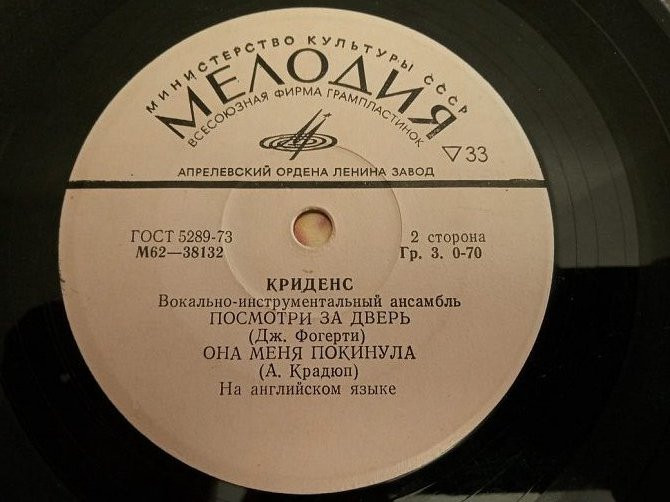 МИНИСТЕРСТВО КУЛЬТУРЫ СССР
МЕЛОДИЯ
ВСЕСОЮЗНАЯ ФИРМА ГРАМПЛАСТИНОК
▽33
АПРЕЛЕВСКИЙ ОРДЕНА ЛЕНИНА ЗАВОД
ГОСТ 5289-73
2 сторона
М62—38132
Гр. 3. 0-70
КРИДЕНС
Вокально-инструментальный ансамбль
ПОСМОТРИ ЗА ДВЕРЬ
(Дж. Фогерти)
ОНА МЕНЯ ПОКИНУЛА
(А. Крадюп)
На английском языке